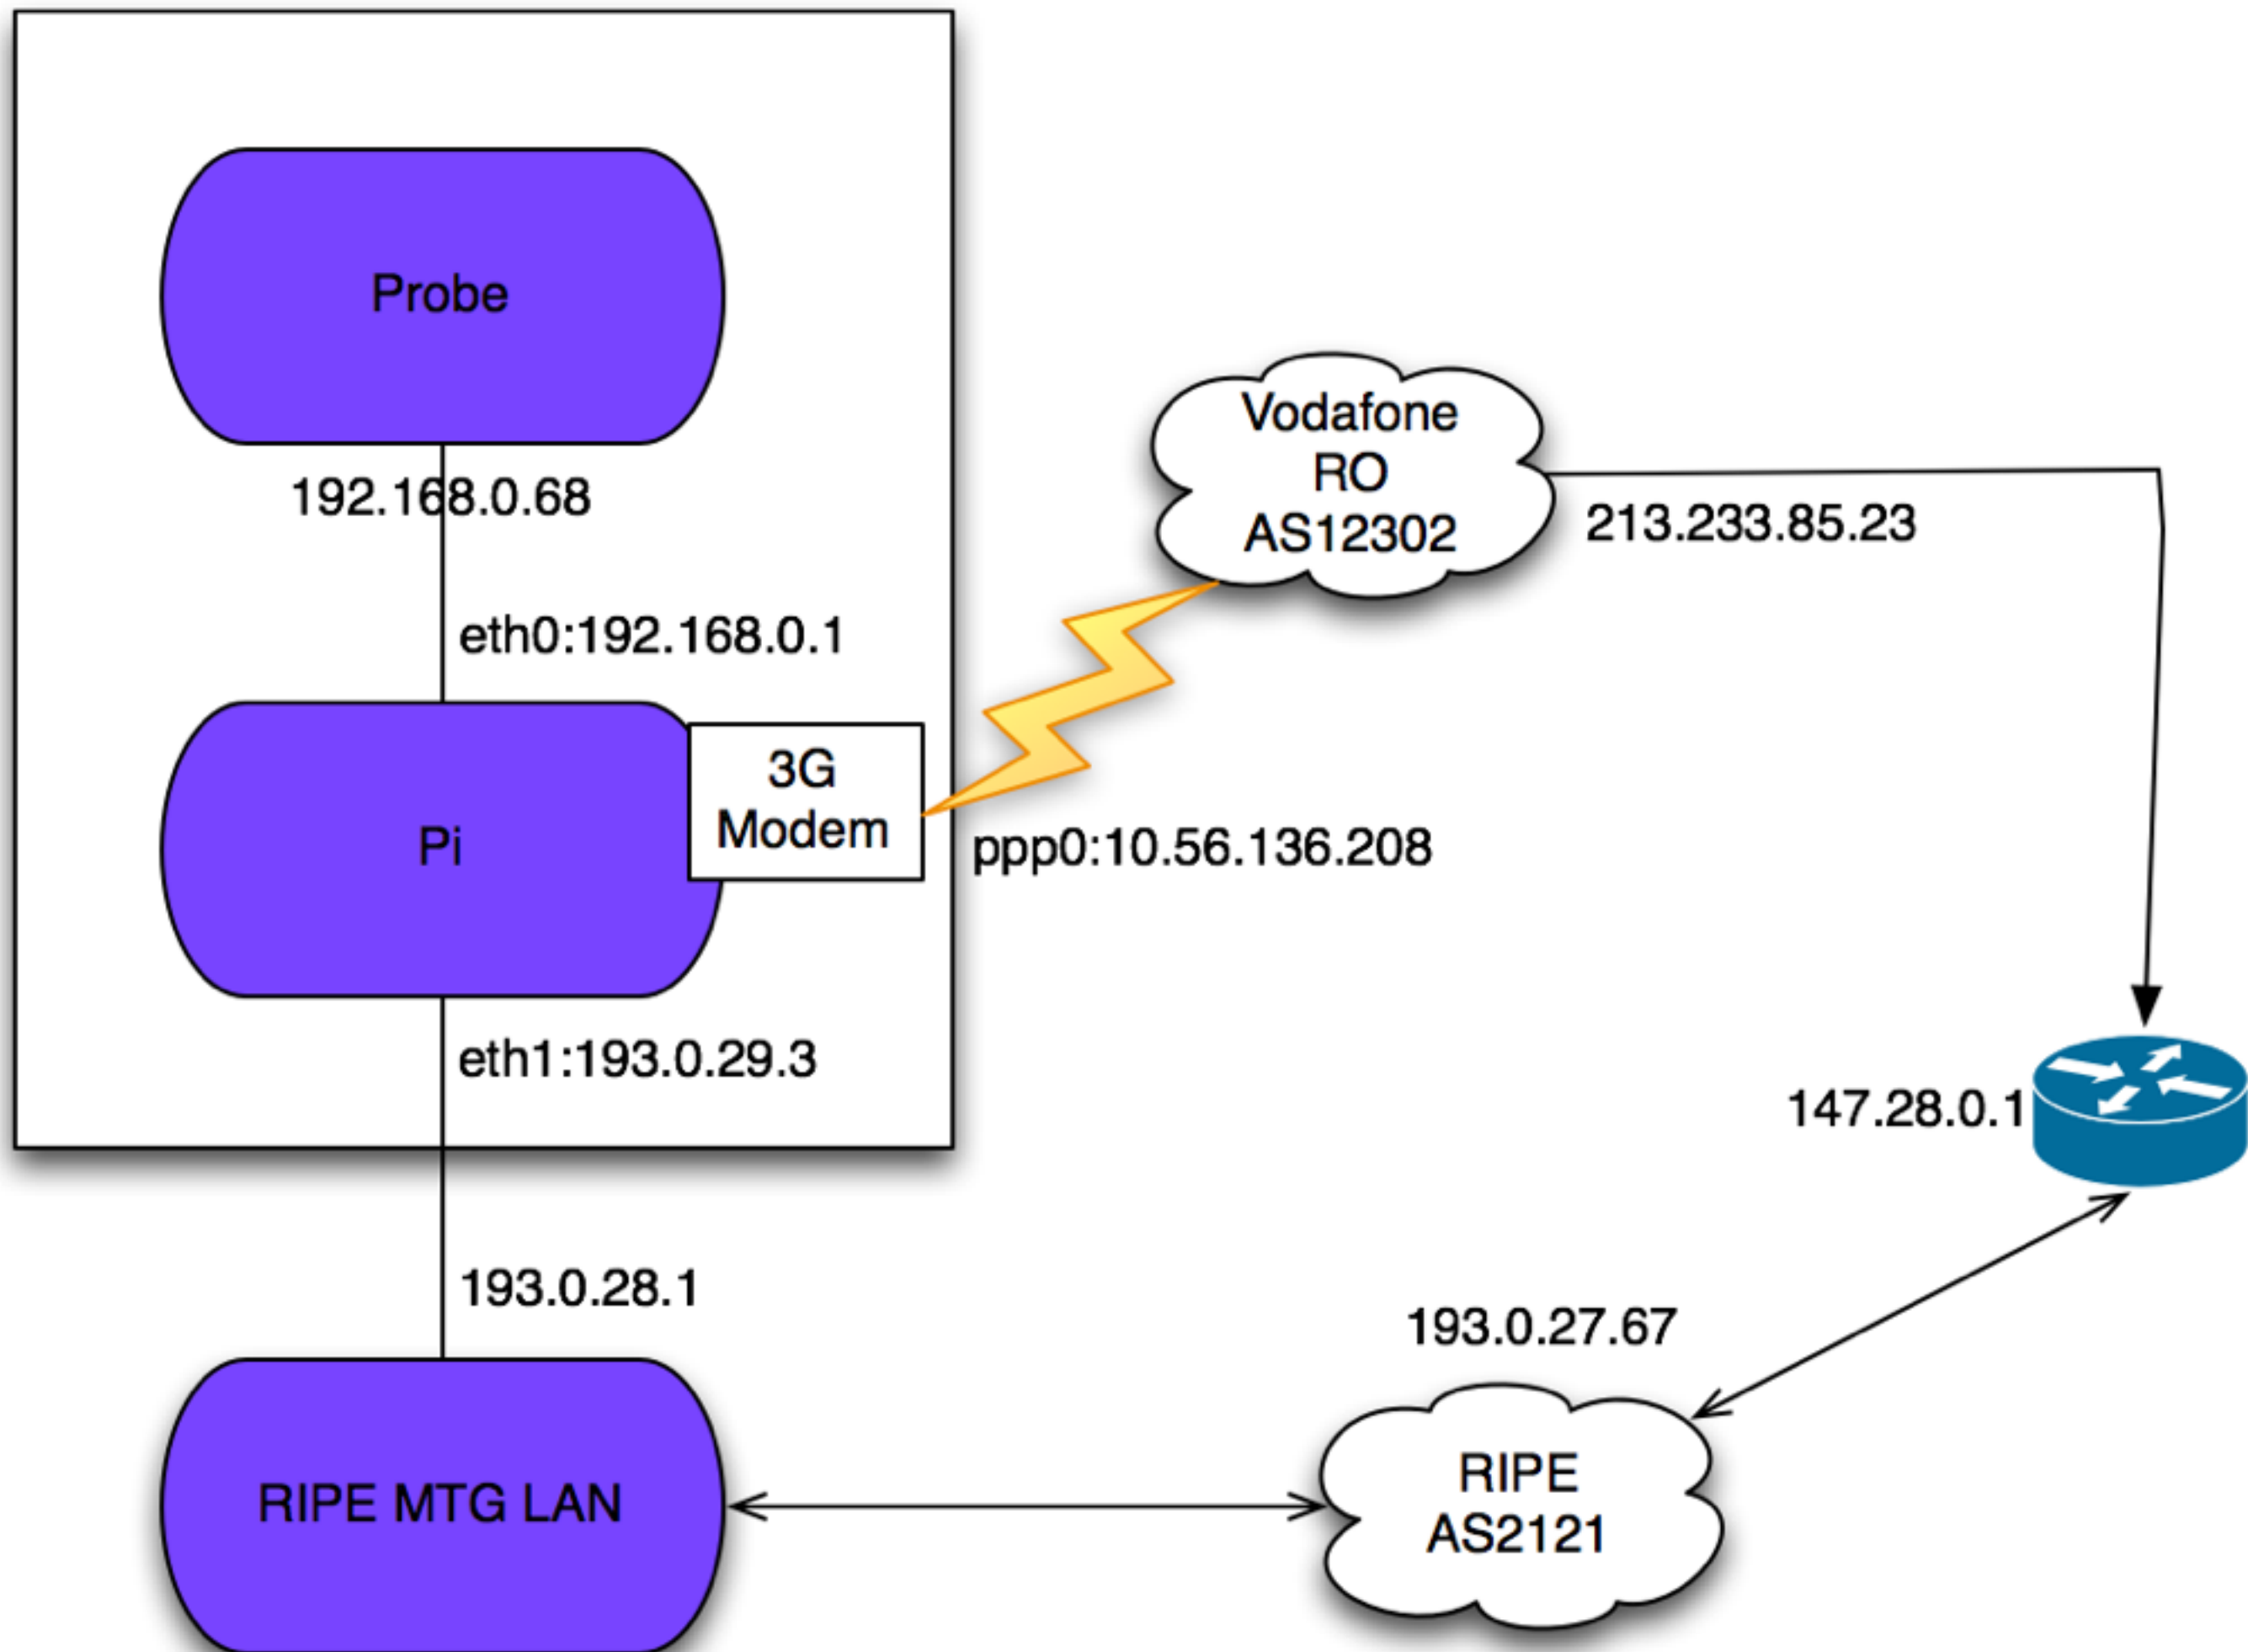 Probe
192.168.0.68
eth0:192.168.0.1
Pi
3G
Modem
ppp0:10.56.136.208
Vodafone
RO
AS12302
213.233.85.23
eth1:193.0.29.3
147.28.0.1
193.0.28.1
193.0.27.67
RIPE MTG LAN
RIPE
AS2121